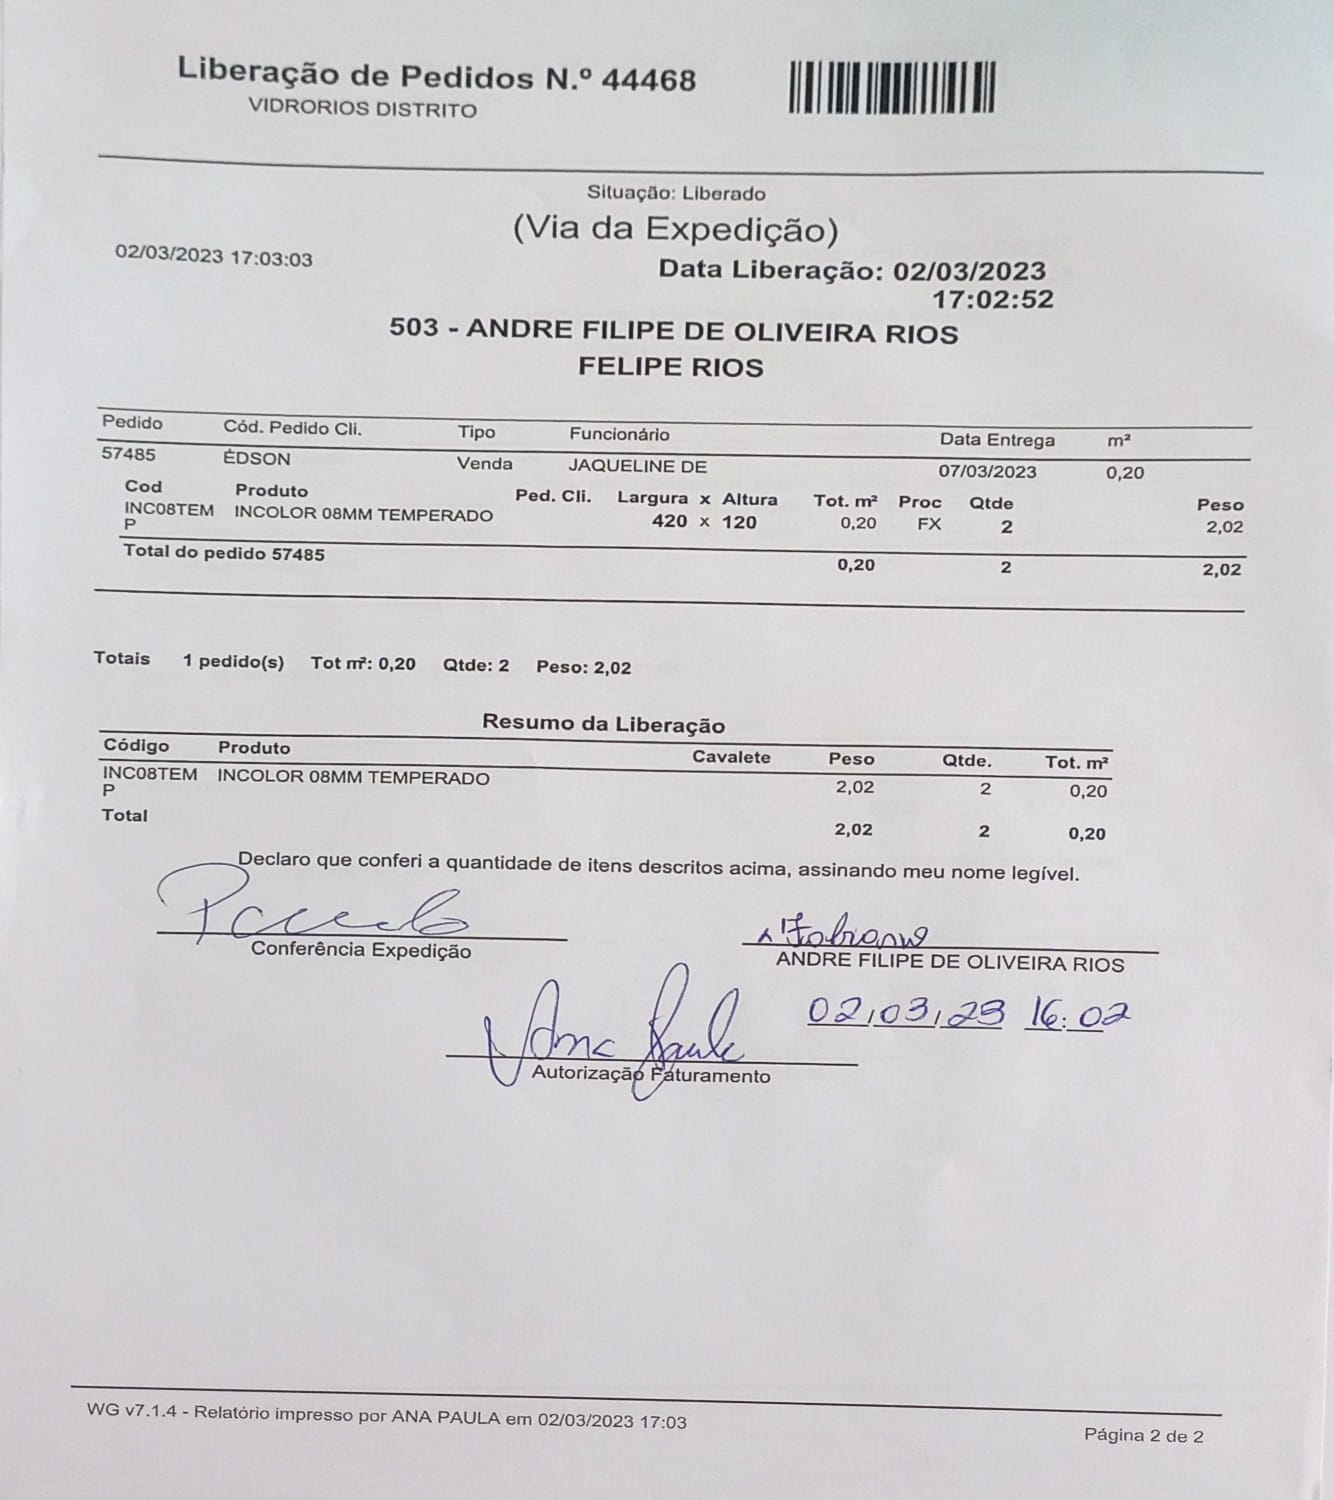 Liberação de Pedidos N.º 44468
VIDRORIOS DISTRITO
Situação: Liberado
(Via da Expedição)
02/03/2023 17:03:03
Data Liberação: 02/03/2023
17:02:52
503 - ANDRE FILIPE DE OLIVEIRA RIOS
FELIPE RIOS
Pedido Cód. Pedido Cli. Tipo Funcionário Data Entrega m²
57485 ÉDSON Venda JAQUELINE DE 07/03/2023 0,20
Cod Produto Ped. Cli. Largura x Altura Tot. m² Proc Qtde Peso
INC08TEM INCOLOR 08MM TEMPERADO 420 x 120 0,20 FX 2 2,02
P
Total do pedido 57485 0,20 2 2,02
Totais 1 pedido(s) Tot m²: 0,20 Qtde: 2 Peso: 2,02
Resumo da Liberação
Código Produto Cavalete Peso Qtde. Tot. m²
INC08TEM INCOLOR 08MM TEMPERADO 2,02 2 0,20
P
Total 2,02 2 0,20
Declaro que conferi a quantidade de itens descritos acima, assinando meu nome legível.
Fabiano
Conferência Expedição
ANDRE FILIPE DE OLIVEIRA RIOS
02/03/23 16:02
Ana Paula
Autorização Faturamento
WG v7.1.4 - Relatório impresso por ANA PAULA em 02/03/2023 17:03
Página 2 de 2